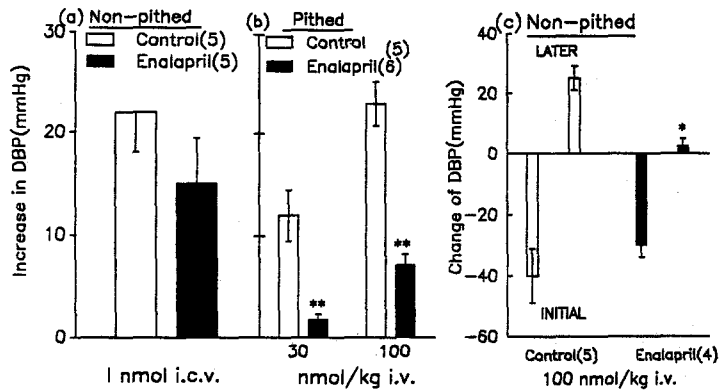 (a) Non-pithed
Control(5)
Enalapril(5)
Increase in DBP(mmHg)
30
20
10
0
I nmol i.c.v.
(b) Pithed
Control (5)
Enalapril(6)
**
**
30
100
nmol/kg i.v.
(c) Non-pithed
Change of DBP(mmHg)
40
20
0
-20
-40
-60
LATER
*
INITIAL
Control(5)
Enalapril(4)
100 nmol/kg i.v.